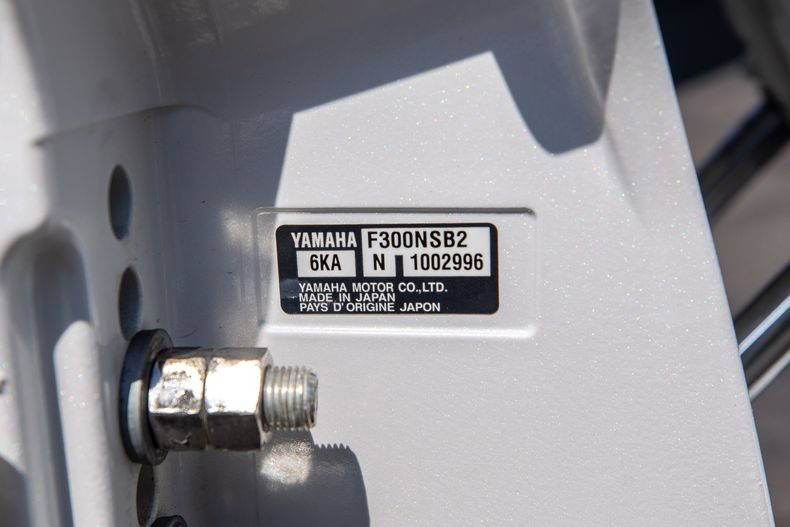 YAMAHA F300NSB2
6KA N 1002996
YAMAHA MOTOR CO.,LTD.
MADE IN JAPAN
PAYS D'ORIGINE JAPON